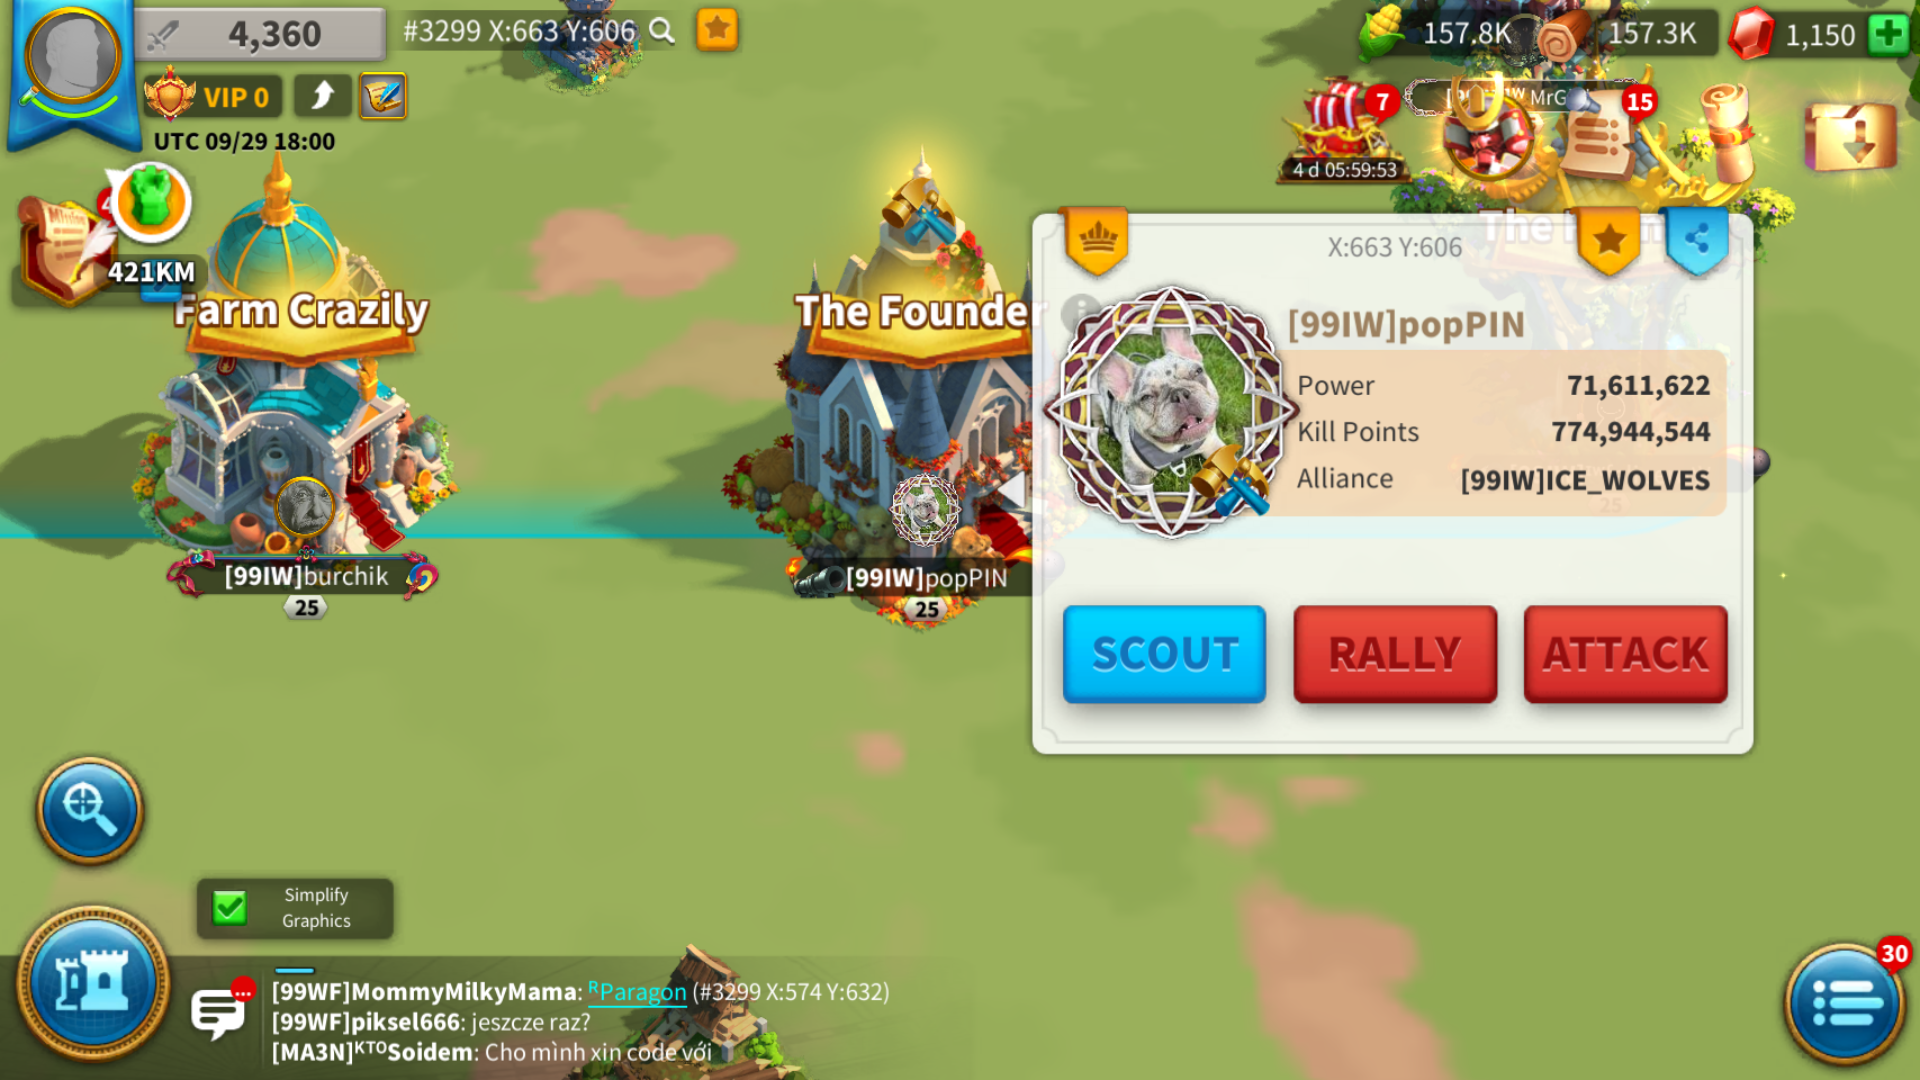 4,360
#3299 X:663 Y:606
157.8K
157.3K
1,150
VIP 0
UTC 09/29 18:00
7
4 d 05:59:53
MrG
15
Mission
421KM
Farm Crazily
The Founder
X:663 Y:606
[99IW]popPIN
Power 71,611,622
Kill Points 774,944,544
Alliance [99IW]ICE_WOLVES
25
SCOUT
RALLY
ATTACK
[99IW]burchik
25
[99IW]popPIN
25
Simplify
Graphics
[99WF]MommyMilkyMama: ᴿParagon (#3299 X:574 Y:632)
[99WF]piksel666: jeszcze raz?
[MA3N]ᴷᵀᴼSoidem: Cho mình xin code với
30